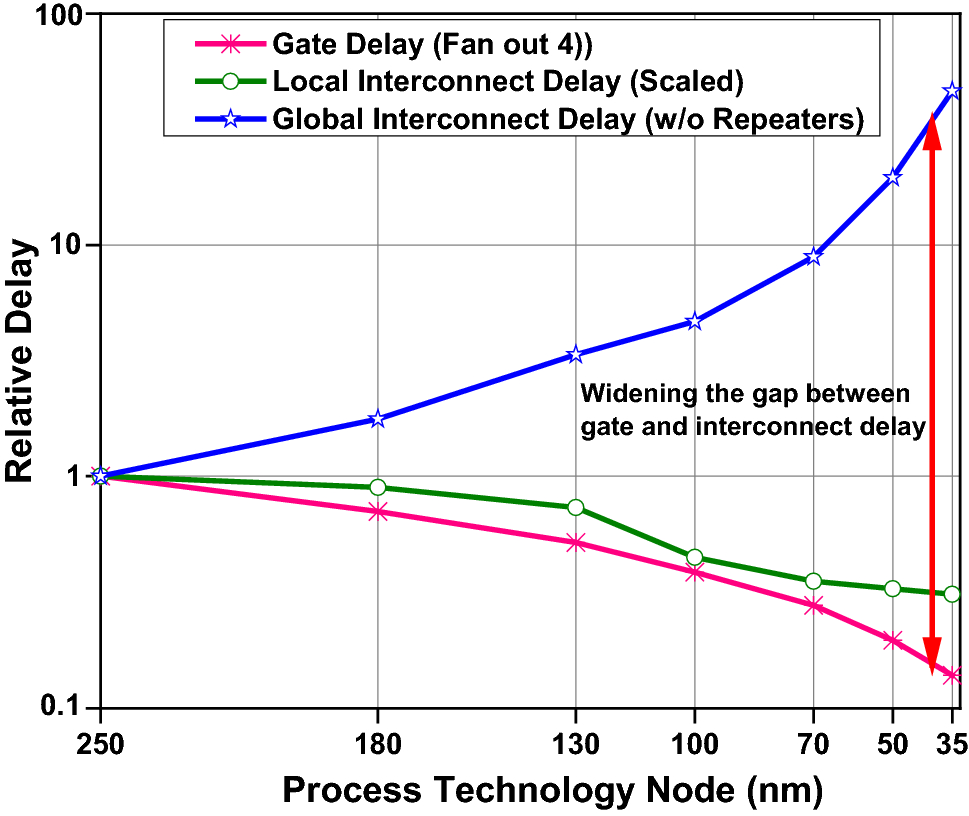 100
Gate Delay (Fan out 4))
Local Interconnect Delay (Scaled)
Global Interconnect Delay (w/o Repeaters)
10
Relative Delay
Widening the gap between
gate and interconnect delay
1
0.1
250 180 130 100 70 50 35
Process Technology Node (nm)